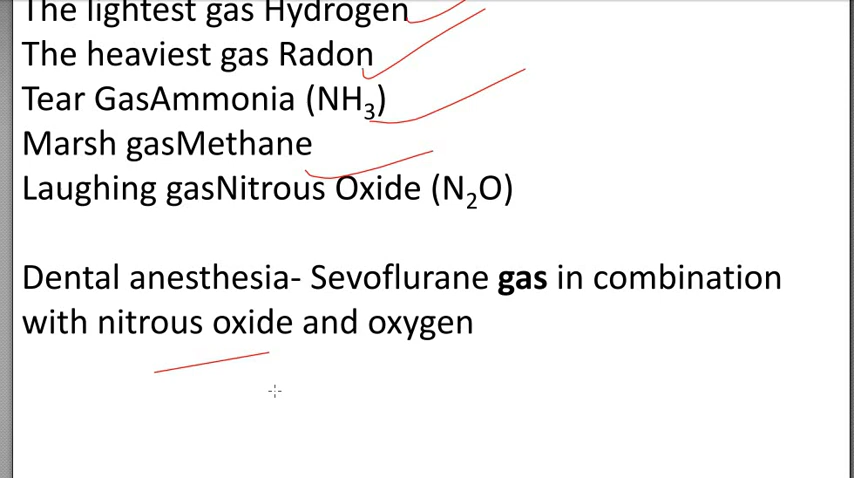 The lightest gas Hydrogen
The heaviest gas Radon
Tear GasAmmonia (NH₃)
Marsh gasMethane
Laughing gasNitrous Oxide (N₂O)
Dental anesthesia- Sevoflurane gas in combination
with nitrous oxide and oxygen